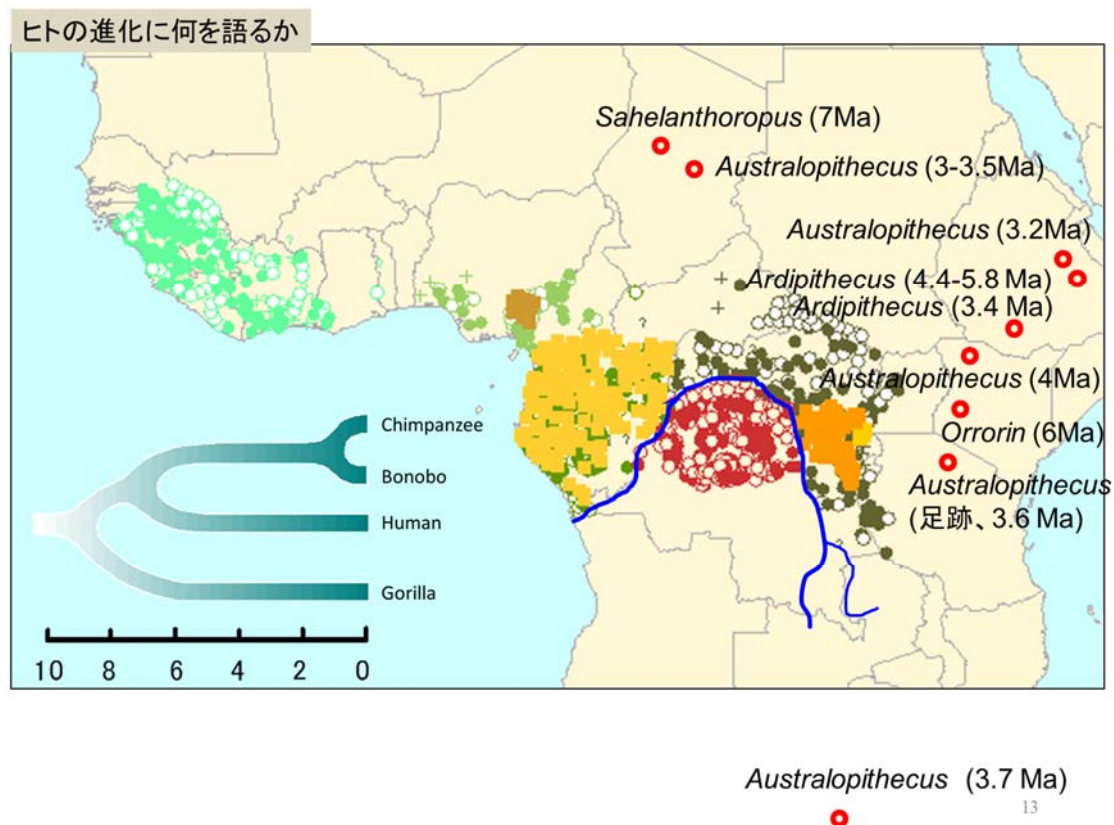 ヒトの進化に何を語るか
Sahelanthoropus (7Ma)
Australopithecus (3-3.5Ma)
Australopithecus (3.2Ma)
Ardipithecus (4.4-5.8 Ma)
Ardipithecus (3.4 Ma)
Australopithecus (4Ma)
Orrorin (6Ma)
Australopithecus
(足跡、3.6 Ma)
Chimpanzee
Bonobo
Human
Gorilla
10 8 6 4 2 0
Australopithecus (3.7 Ma)
13